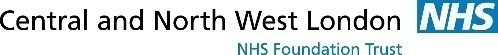 Central and North West London NHS
NHS Foundation Trust